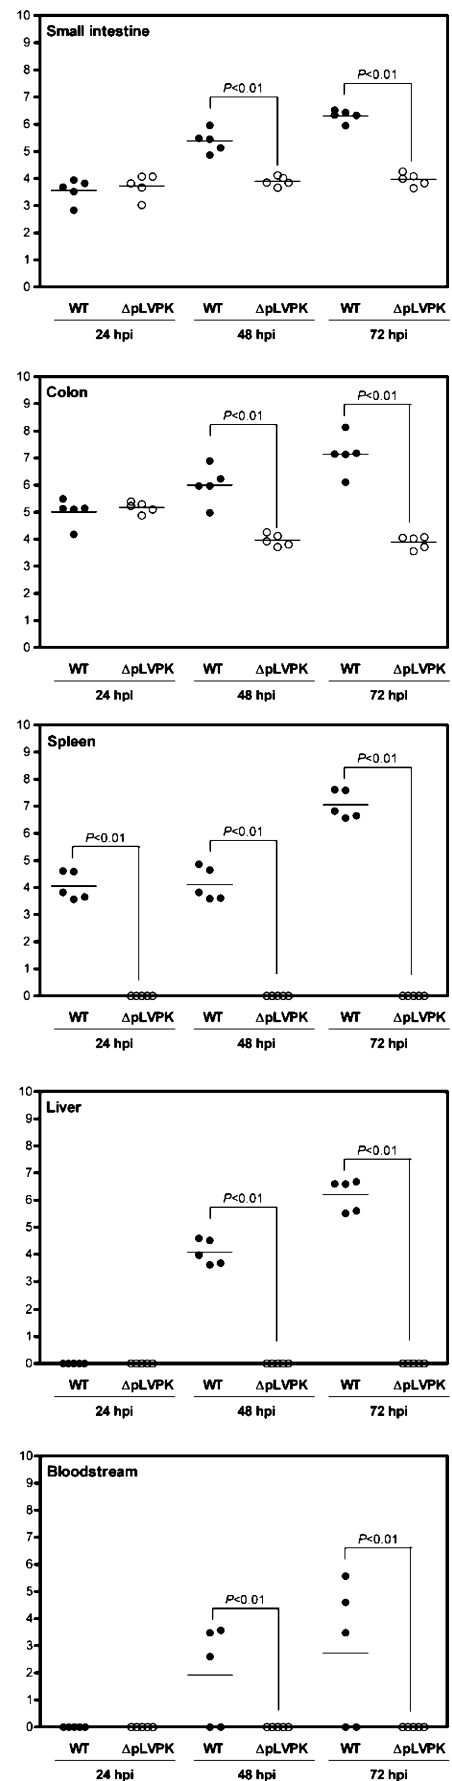 10
Small intestine
9
8
P<0.01
P<0.01
7
6
5
4
3
2
1
0
WT ΔpLVPK WT ΔpLVPK WT ΔpLVPK
24 hpi 48 hpi 72 hpi
10
Colon
9
P<0.01
8
P<0.01
7
6
5
4
3
2
1
0
WT ΔpLVPK WT ΔpLVPK WT ΔpLVPK
24 hpi 48 hpi 72 hpi
10
Spleen
9
P<0.01
8
7
6
P<0.01 P<0.01
5
4
3
2
1
0
WT ΔpLVPK WT ΔpLVPK WT ΔpLVPK
24 hpi 48 hpi 72 hpi
10
Liver
9
8
P<0.01
7
6
P<0.01
5
4
3
2
1
0
WT ΔpLVPK WT ΔpLVPK WT ΔpLVPK
24 hpi 48 hpi 72 hpi
10
Bloodstream
9
8
7
P<0.01
6
5
P<0.01
4
3
2
1
0
WT ΔpLVPK WT ΔpLVPK WT ΔpLVPK
24 hpi 48 hpi 72 hpi